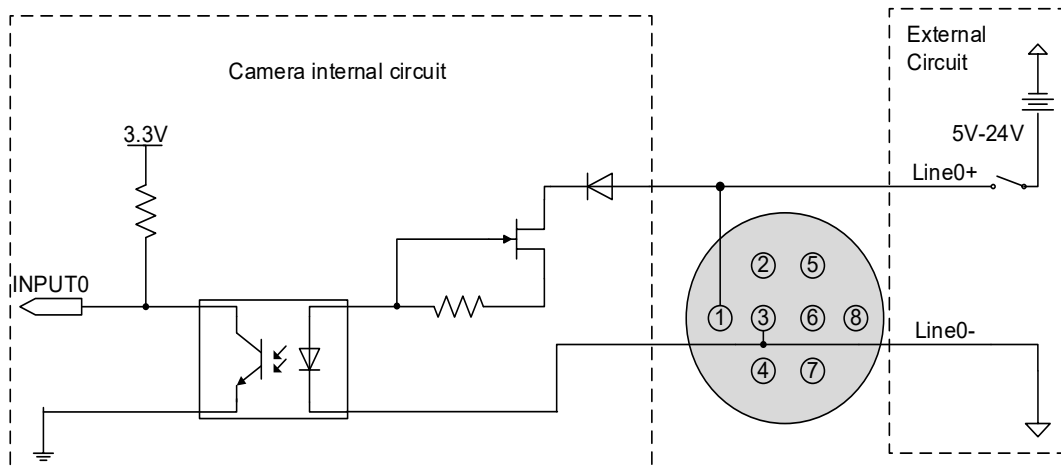 External
Circuit
Camera internal circuit
3.3V
5V-24V
Line0+
INPUT0
2 5
1 3 6 8
Line0-
4 7